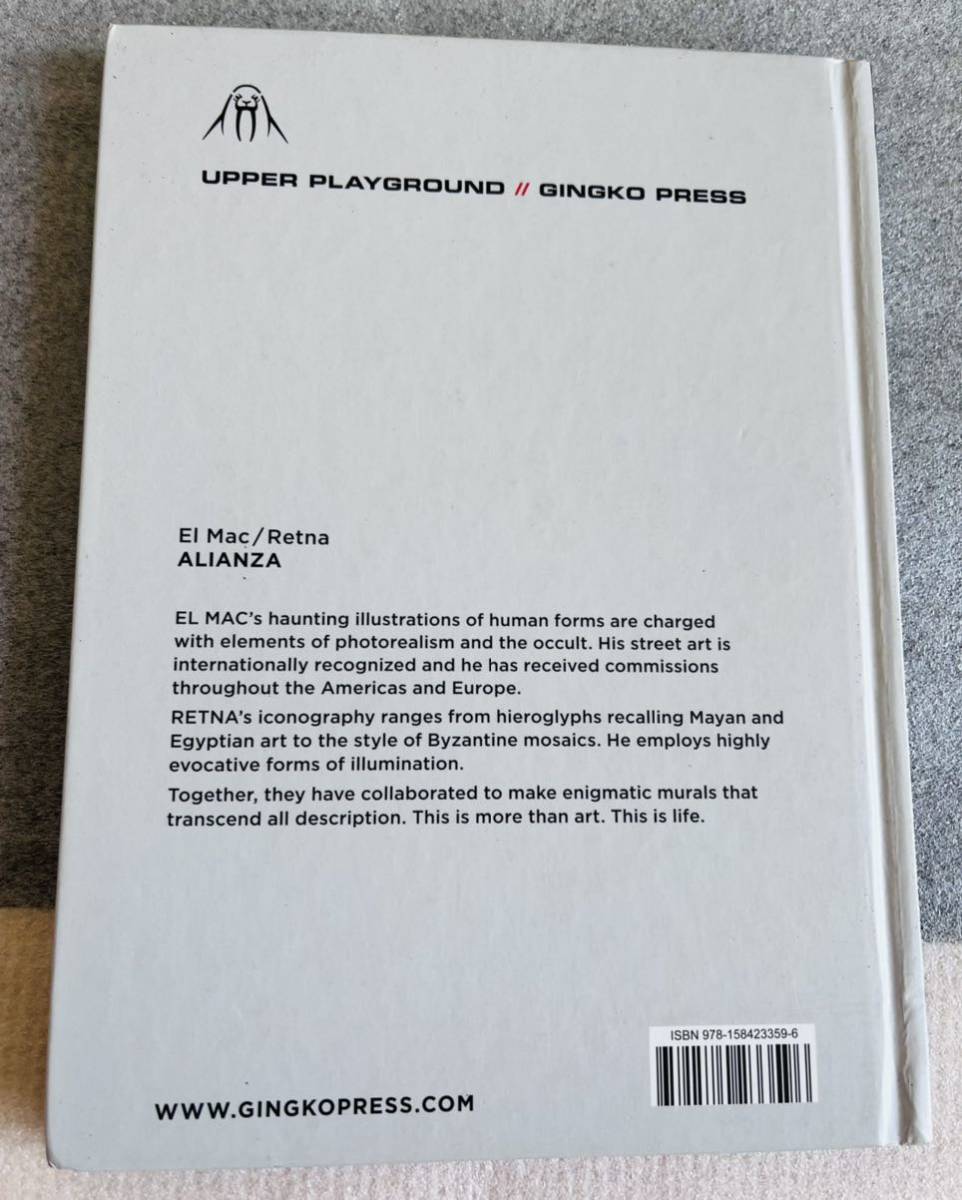 UPPER PLAYGROUND // GINGKO PRESS
El Mac/Retna
ALIANZA
EL MAC's haunting illustrations of human forms are charged
with elements of photorealism and the occult. His street art is
internationally recognized and he has received commissions
throughout the Americas and Europe.
RETNA's iconography ranges from hieroglyphs recalling Mayan and
Egyptian art to the style of Byzantine mosaics. He employs highly
evocative forms of illumination.
Together, they have collaborated to make enigmatic murals that
transcend all description. This is more than art. This is life.
ISBN 978-158423359-6
WWW.GINGKOPRESS.COM